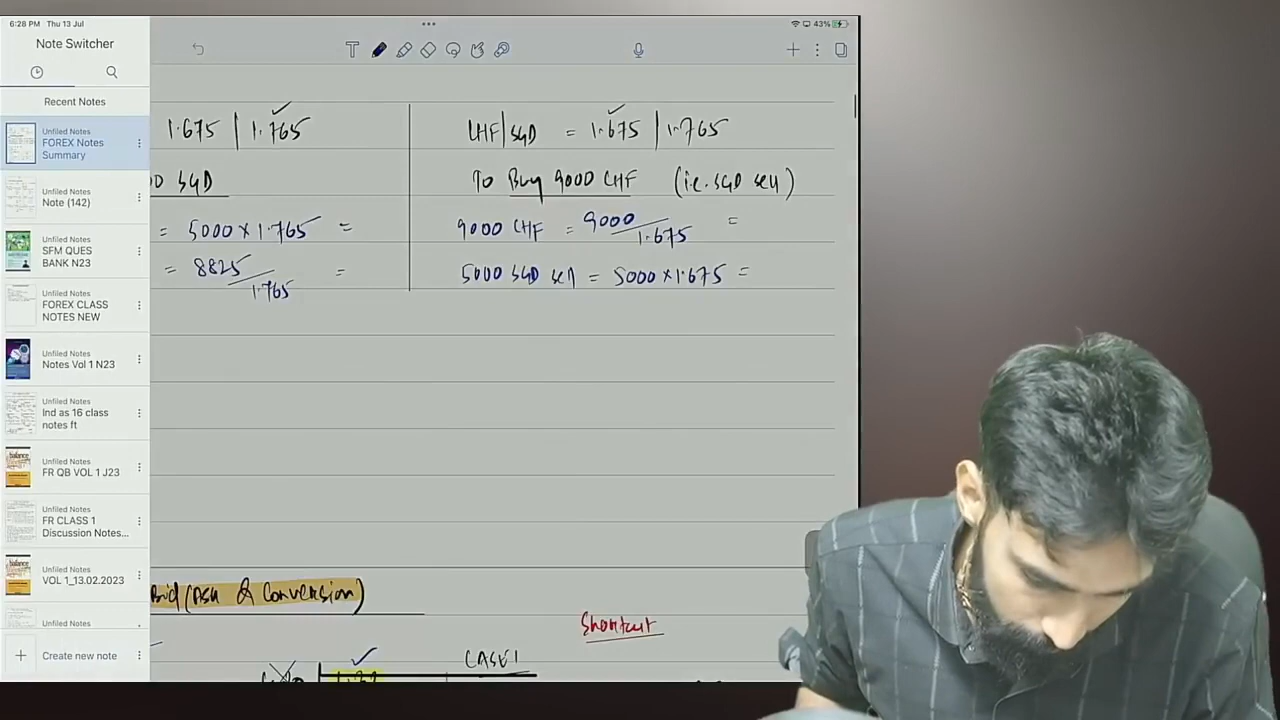 6:28 PM Thu 13 Jul
43%
Note Switcher
Recent Notes
Unfiled Notes
FOREX Notes
Summary
Unfiled Notes
Note (142)
Unfiled Notes
SFM QUES
BANK N23
Unfiled Notes
FOREX CLASS
NOTES NEW
Unfiled Notes
Notes Vol 1 N23
Unfiled Notes
Ind as 16 class
notes ft
Unfiled Notes
FR QB VOL 1 J23
Unfiled Notes
FR CLASS 1
Discussion Notes...
Unfiled Notes
VOL 1_13.02.2023
Unfiled Notes
Create new note
T
1.675 | 1.765
SGD
= 5000 × 1.765 =
= 8825/1.765 =
CHF|SGD = 1.675 | 1.765
To Buy 9000 CHF (i.e. SGD sell)
9000 CHF = 9000/1.675 =
5000 SGD sell = 5000 × 1.675 =
Bid (Ask & Conversion)
Shortcut
CASE 1